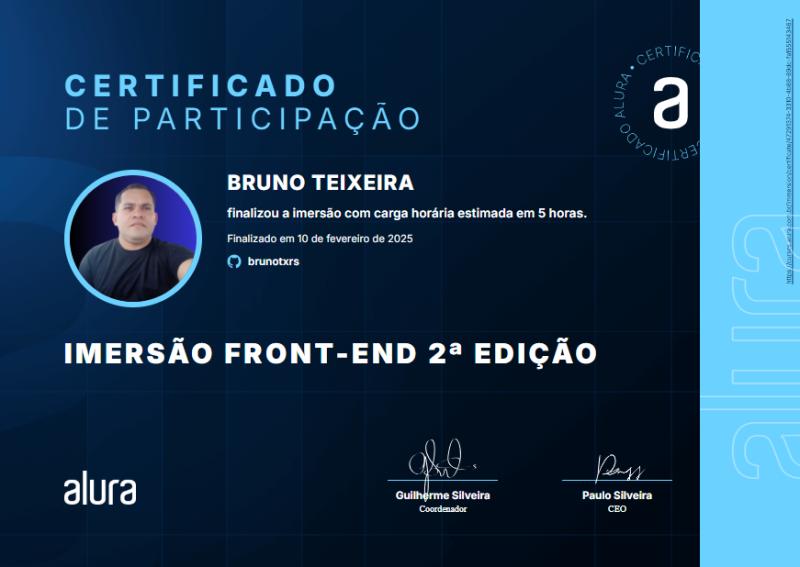 CERTIFICADO
DE PARTICIPAÇÃO
CERTIFICADO ALURA • CERTIFIC
a
BRUNO TEIXEIRA
finalizou a imersão com carga horária estimada em 5 horas.
Finalizado em 10 de fevereiro de 2025
brunotxrs
IMERSÃO FRONT-END 2ª EDIÇÃO
alura
Guilherme Silveira
Coordenador
Paulo Silveira
CEO
alura